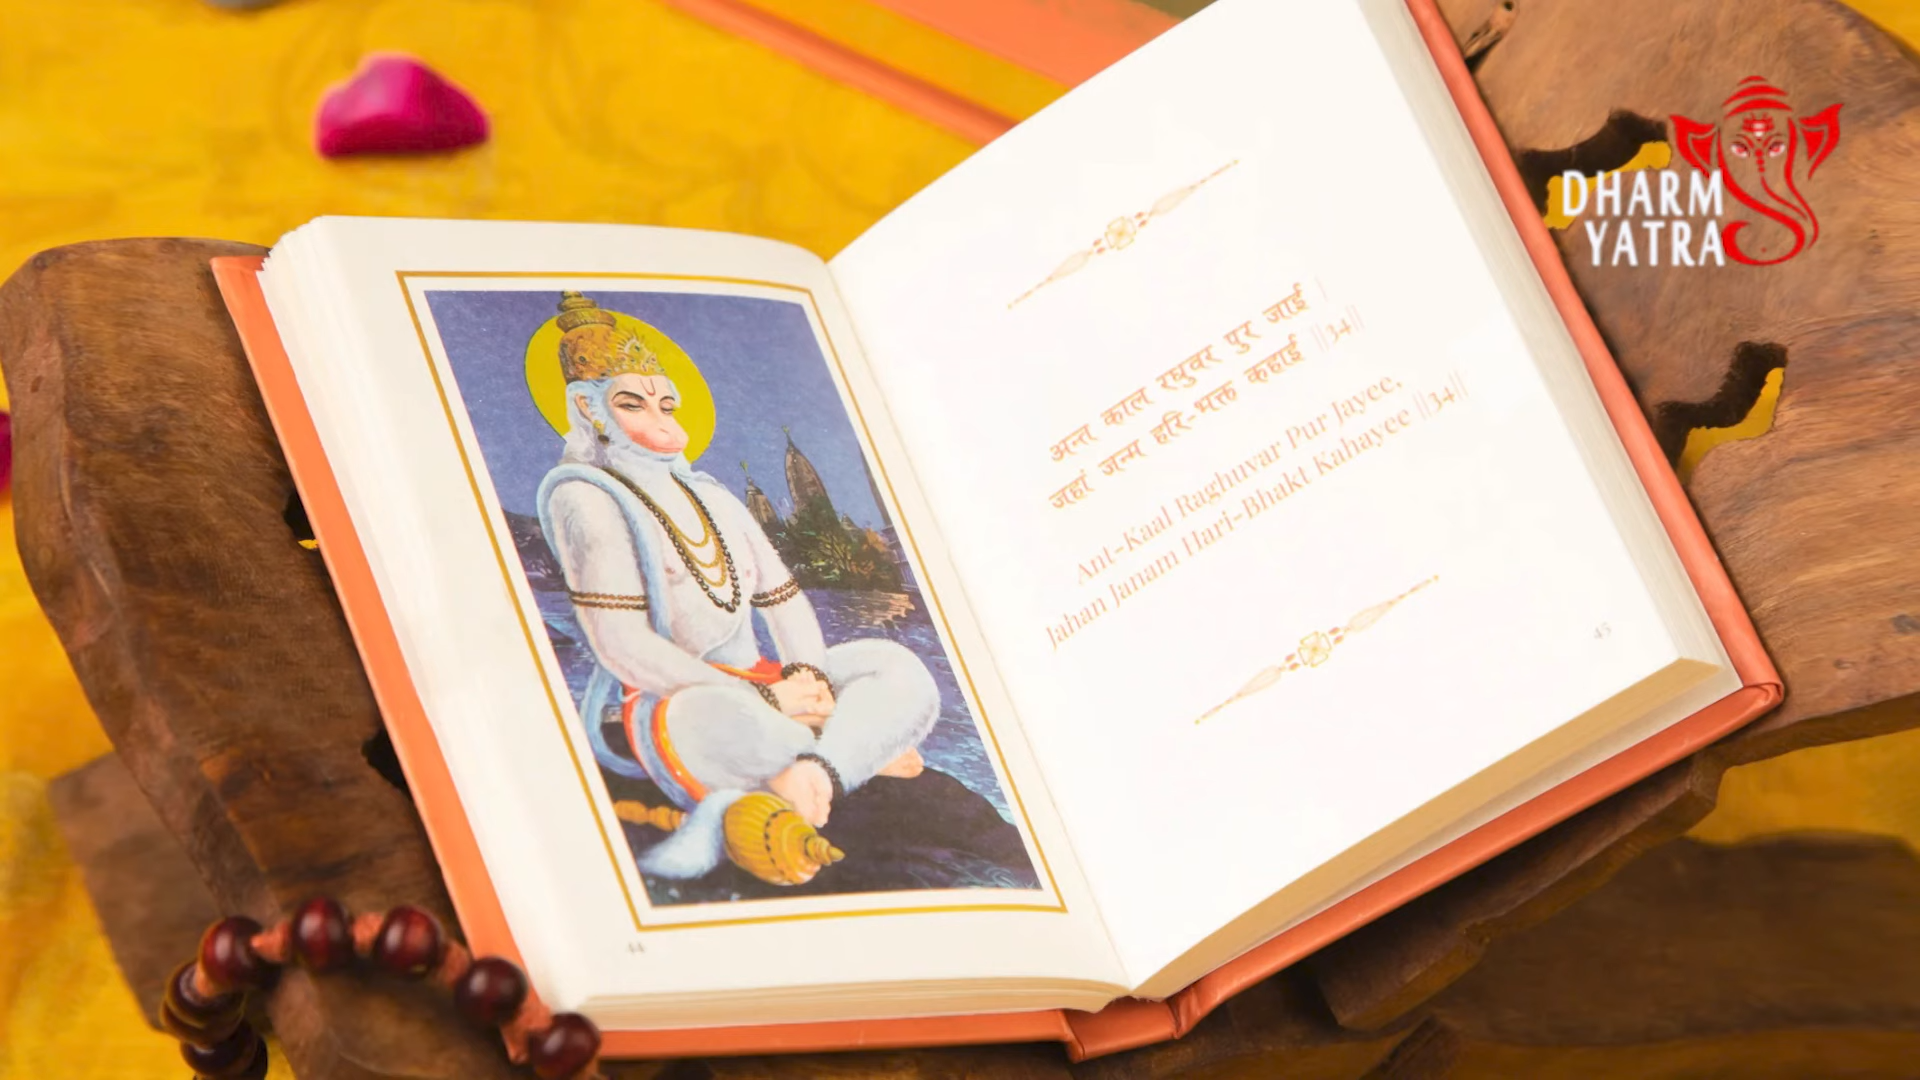 DHARM
YATRA
अन्त काल रघुवर पुर जाई |
जहां जन्म हरि-भक्त कहाई ||34||
Ant-Kaal Raghuvar Pur Jayee,
Jahan Janam Hari-Bhakt Kahayee ||34||
44
45